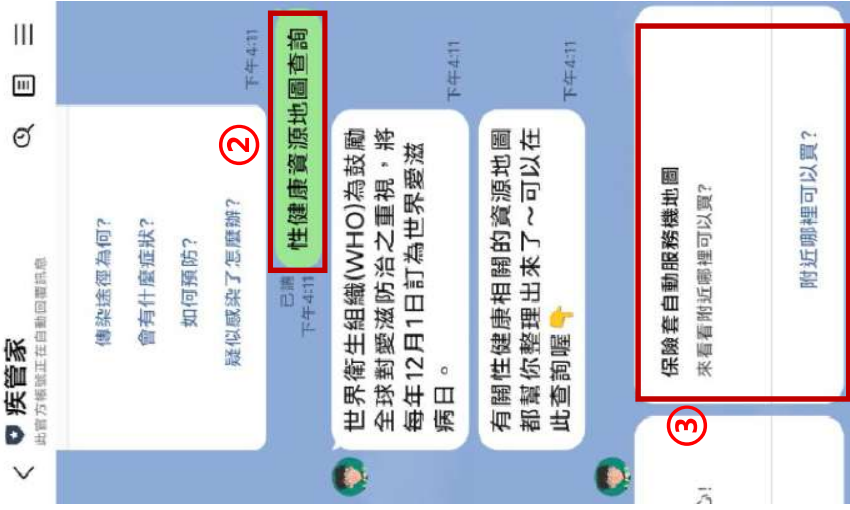 疾管家
此官方帳號正在自動回覆訊息
傳染途徑為何?
會有什麼症狀?
如何預防?
疑似感染了怎麼辦?
下午4:11
②
性健康資源地圖查詢
已讀
下午4:11
世界衛生組織(WHO)為鼓勵
全球對愛滋防治之重視，將
每年12月1日訂為世界愛滋
病日。
下午4:11
有關性健康相關的資源地圖
都幫你整理出來了~可以在
此查詢喔👇
下午4:11
③
保險套自動服務機地圖
來看看附近哪裡可以買?
附近哪裡可以買?